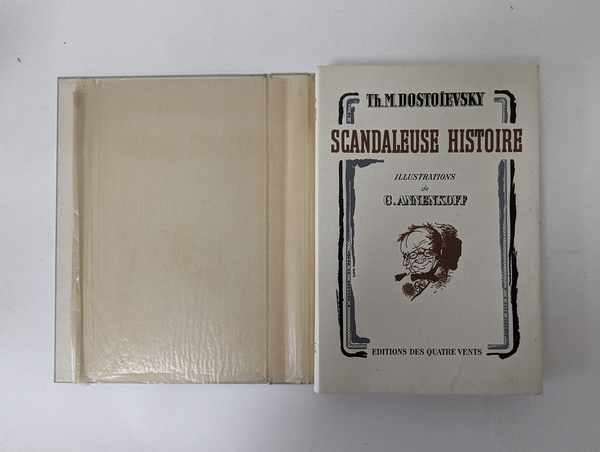 Th. M. DOSTOÏEVSKY
SCANDALEUSE HISTOIRE
ILLUSTRATIONS
de
G. ANNENKOFF
EDITIONS DES QUATRE VENTS